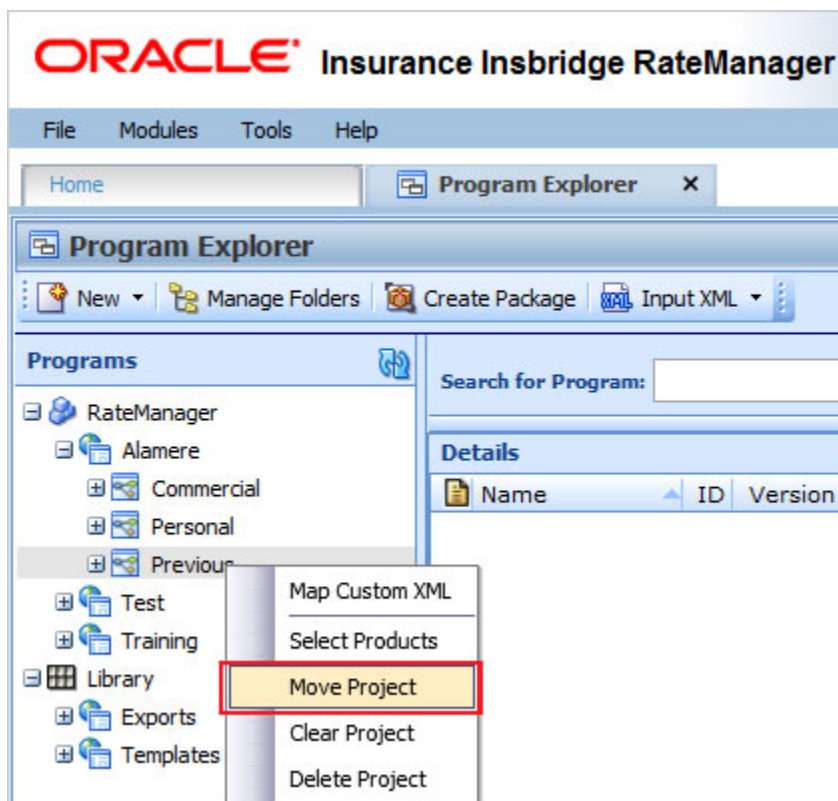 ORACLE Insurance Insbridge RateManager
File Modules Tools Help
Home Program Explorer x
Program Explorer
New Manage Folders Create Package XML Input XML
Programs
Search for Program:
RateManager
Alamere
Details
Commercial
Name ID Version
Personal
Previous
Map Custom XML
Test
Training
Select Products
Library
Move Project
Exports
Clear Project
Templates
Delete Project